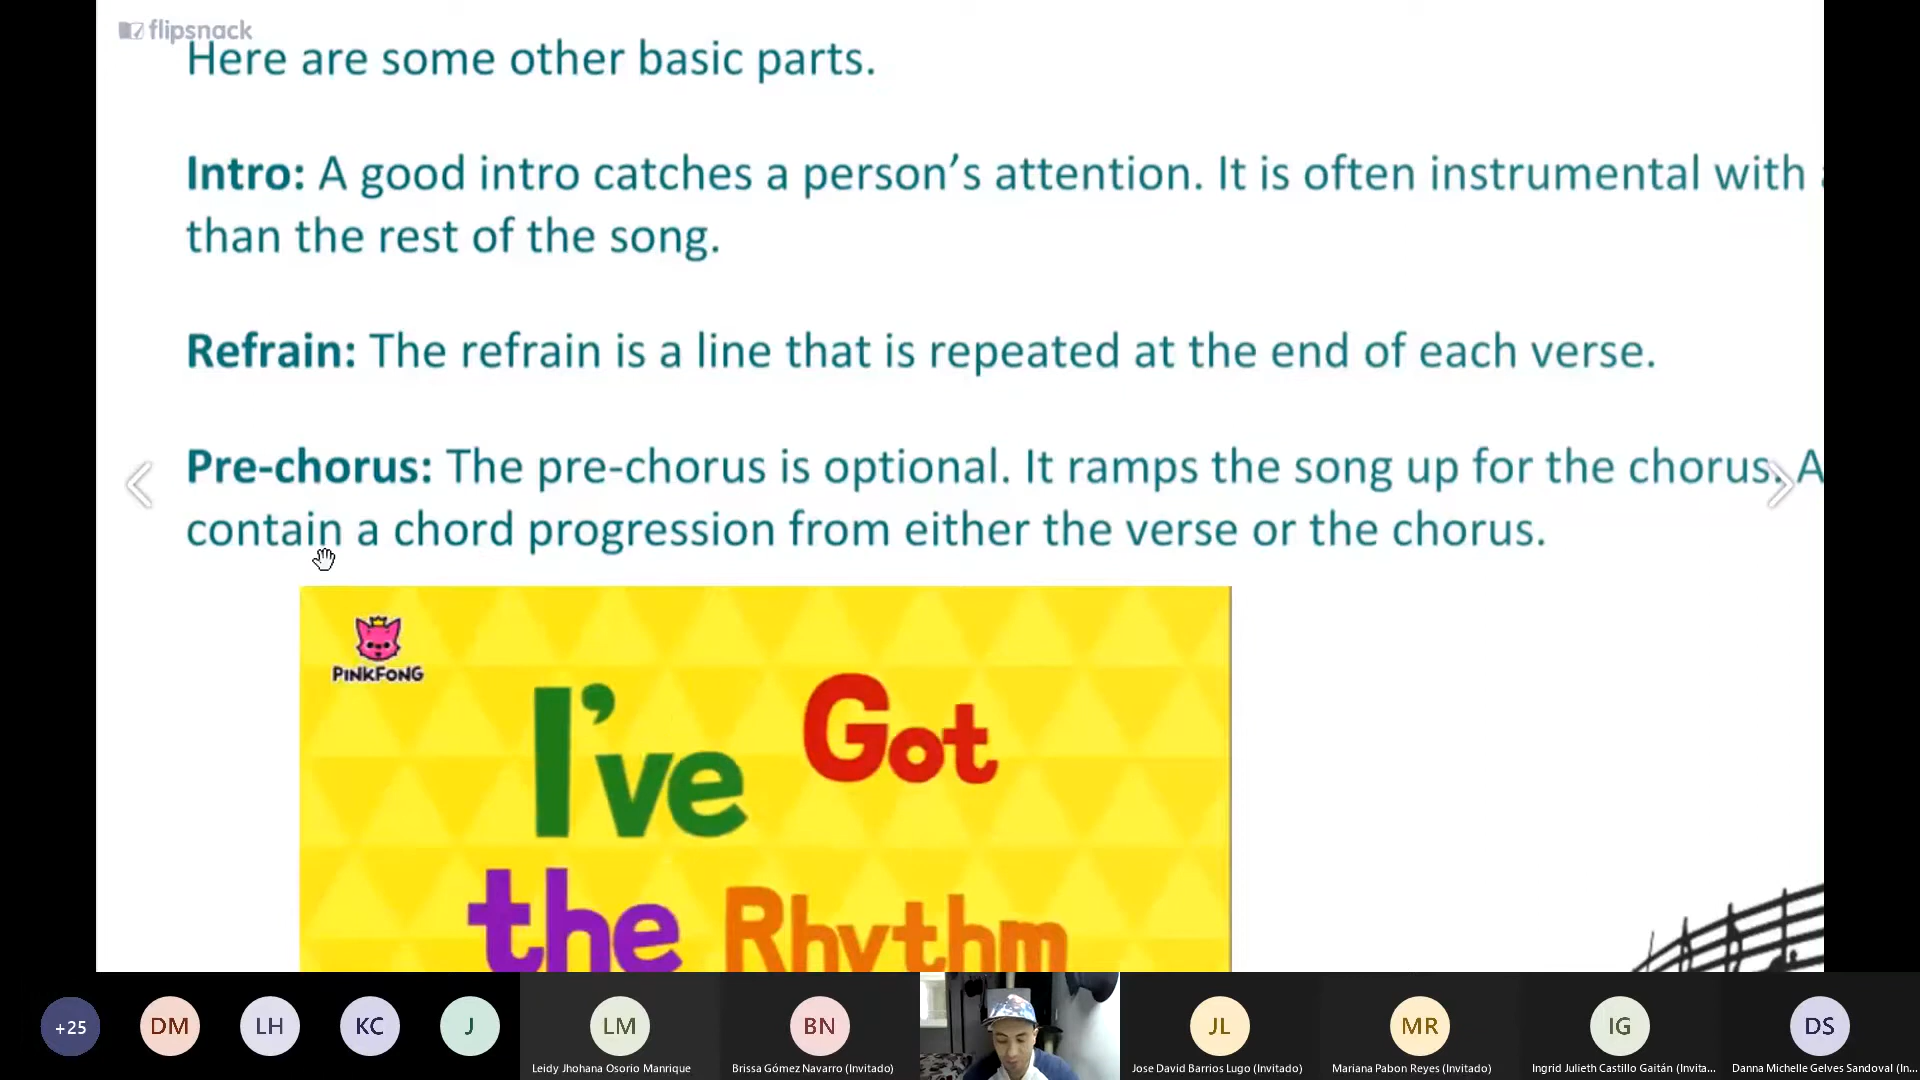 flipsnack
Here are some other basic parts.
Intro: A good intro catches a person’s attention. It is often instrumental with
than the rest of the song.
Refrain: The refrain is a line that is repeated at the end of each verse.
Pre-chorus: The pre-chorus is optional. It ramps the song up for the chorus. A
contain a chord progression from either the verse or the chorus.
PINKFONG
I’ve Got
the Rhythm
+25 DM LH KC J LM BN JL MR IG DS
Leidy Jhohana Osorio Manrique Brissa Gómez Navarro (Invitado) Jose David Barrios Lugo (Invitado) Mariana Pabon Reyes (Invitado) Ingrid Julieth Castillo Gaitán (Invita... Danna Michelle Gelves Sandoval (In...